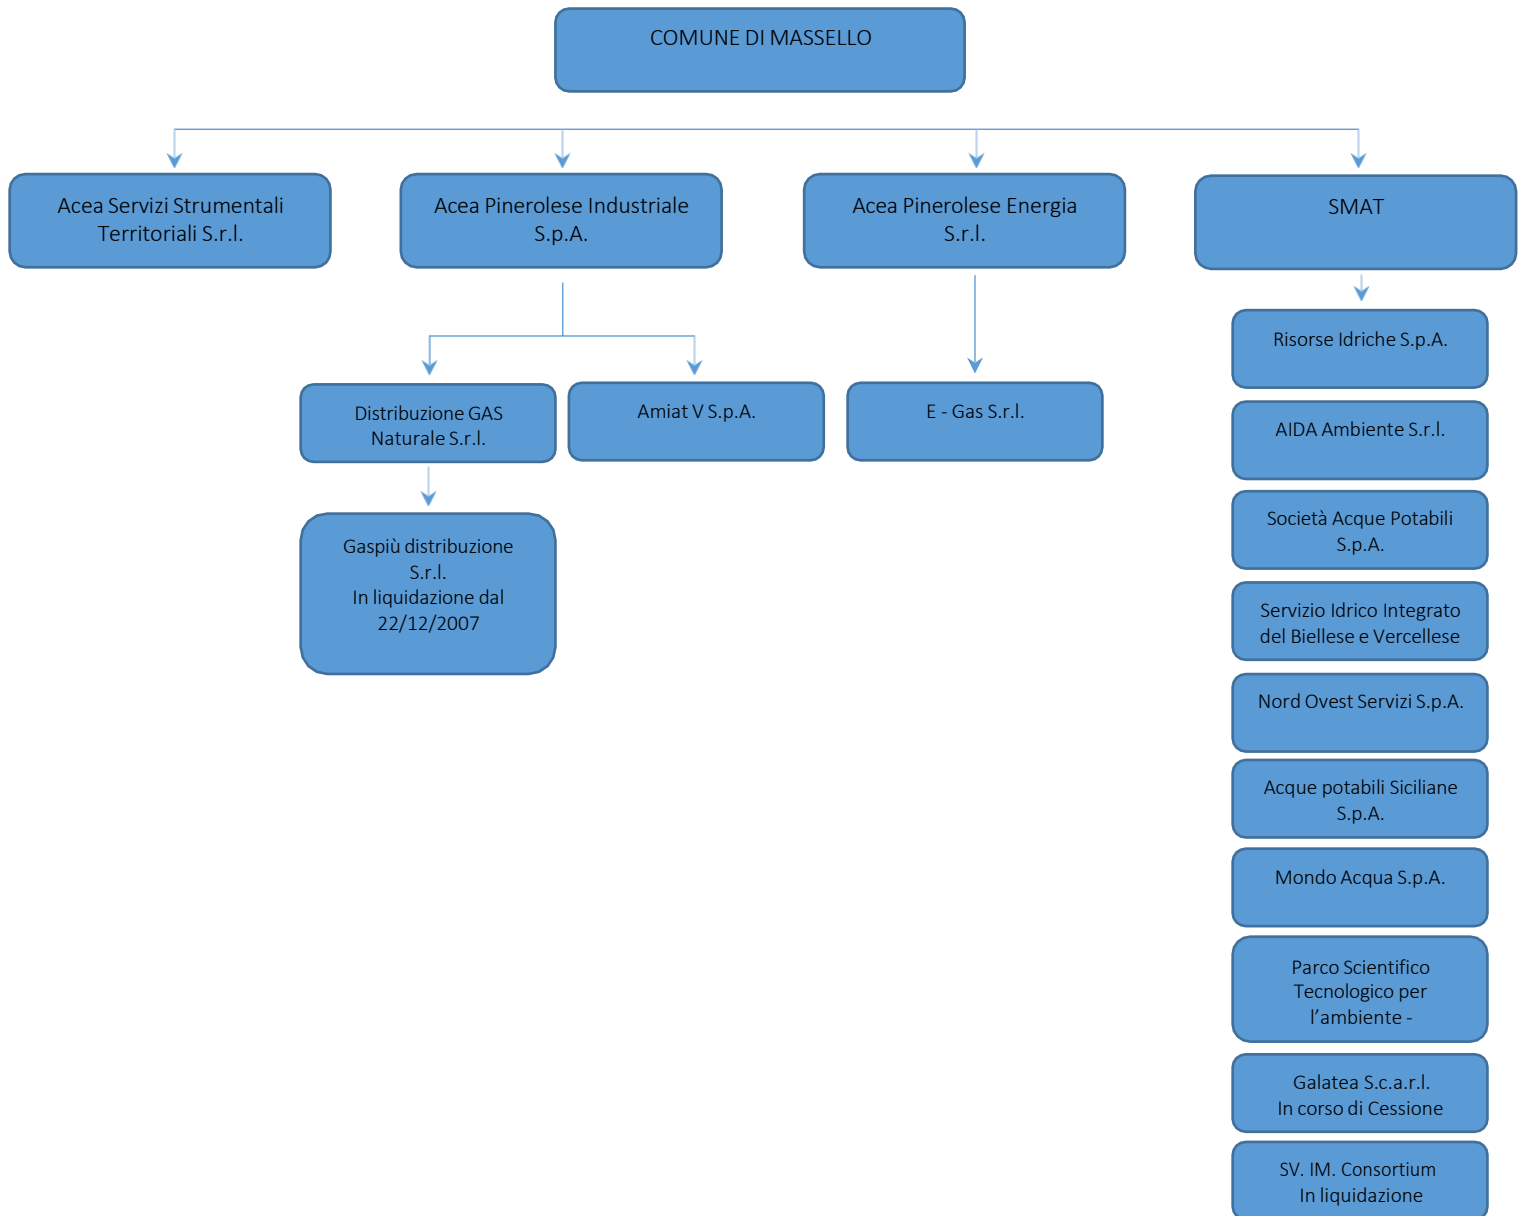 COMUNE DI MASSELLO
Acea Servizi Strumentali
Territoriali S.r.l.
Acea Pinerolese Industriale
S.p.A.
Acea Pinerolese Energia
S.r.l.
SMAT
Distribuzione GAS
Naturale S.r.l.
Amiat V S.p.A.
E - Gas S.r.l.
Gaspiù distribuzione
S.r.l.
In liquidazione dal
22/12/2007
Risorse Idriche S.p.A.
AIDA Ambiente S.r.l.
Società Acque Potabili
S.p.A.
Servizio Idrico Integrato
del Biellese e Vercellese
Nord Ovest Servizi S.p.A.
Acque potabili Siciliane
S.p.A.
Mondo Acqua S.p.A.
Parco Scientifico
Tecnologico per
l’ambiente -
Galatea S.c.a.r.l.
In corso di Cessione
SV. IM. Consortium
In liquidazione